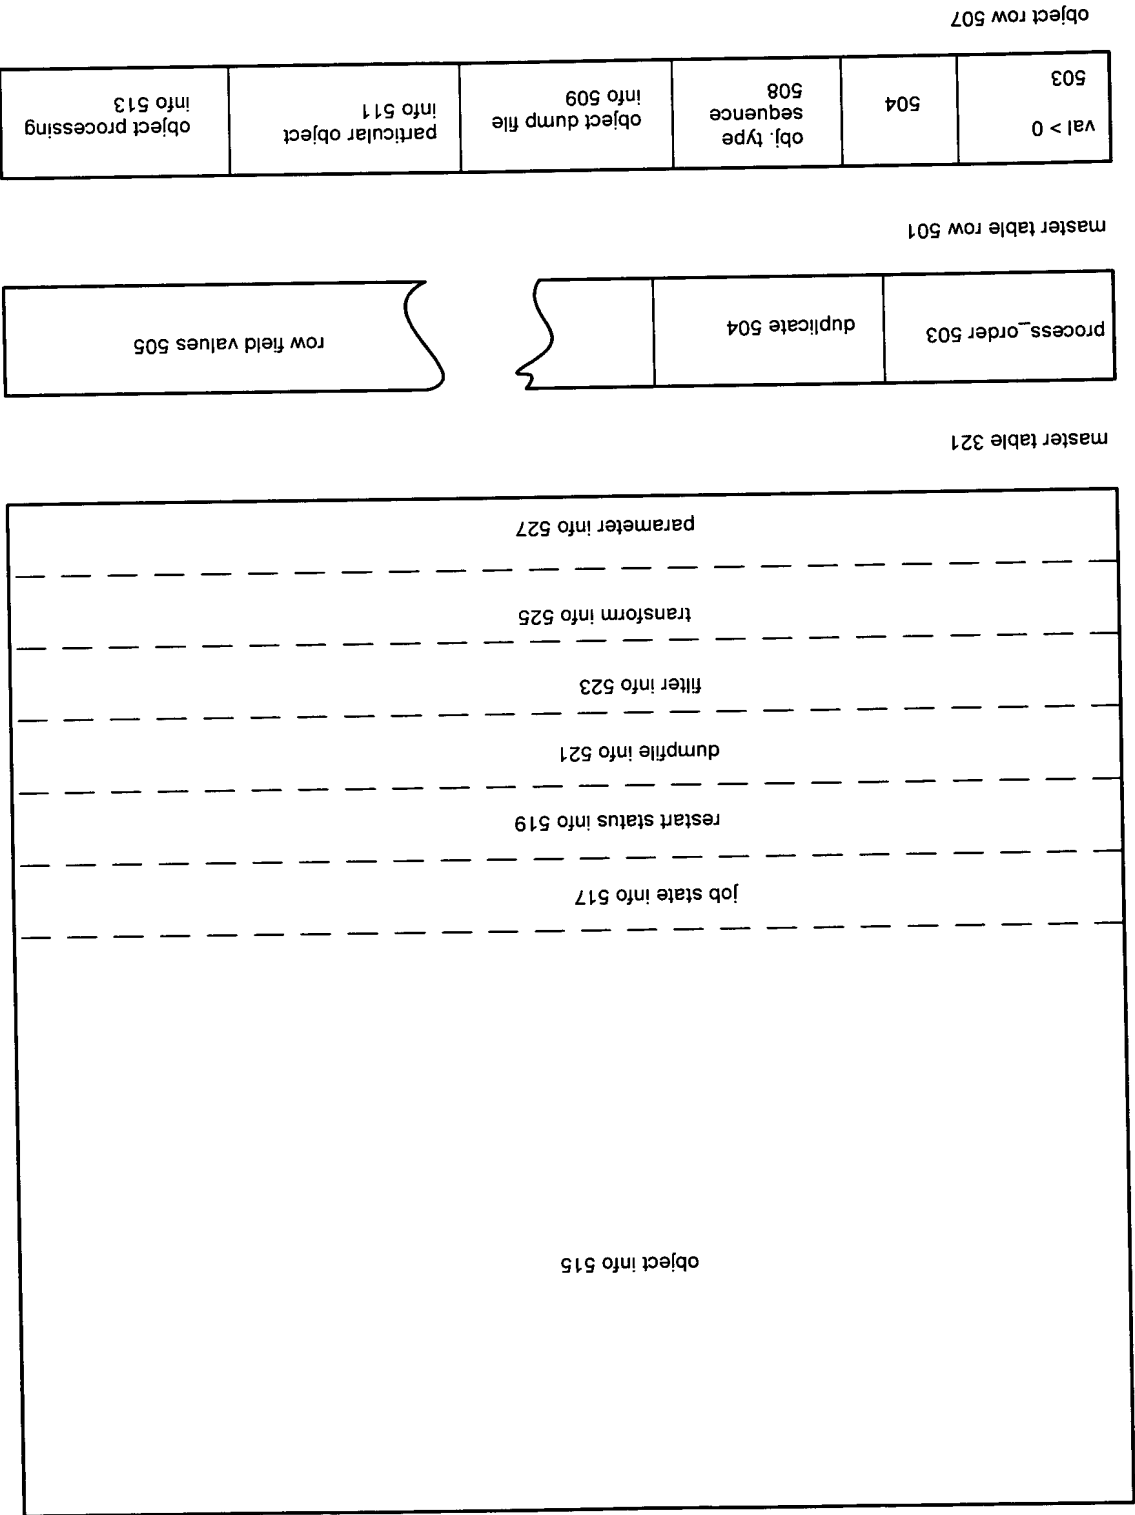 object info 515
job state info 517
restart status info 519
dumpfile info 521
filter info 523
transform info 525
parameter info 527
master table 321
process_order 503
duplicate 504
row field values 505
master table row 501
val > 0
503
504
obj. type
sequence
508
object dump file
info 509
particular object
info 511
object processing
info 513
object row 507